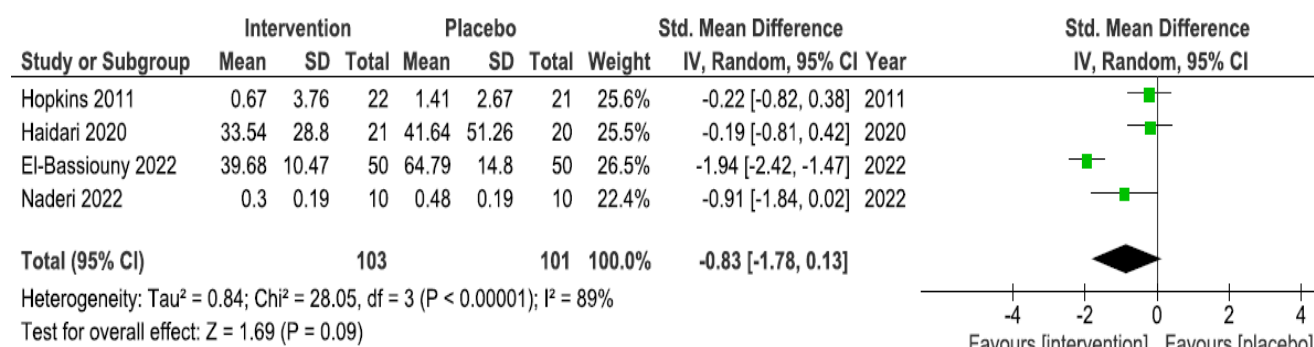 Intervention Placebo Std. Mean Difference Std. Mean Difference
Study or Subgroup Mean SD Total Mean SD Total Weight IV, Random, 95% CI Year IV, Random, 95% CI
Hopkins 2011 0.67 3.76 22 1.41 2.67 21 25.6% -0.22 [-0.82, 0.38] 2011
Haidari 2020 33.54 28.8 21 41.64 51.26 20 25.5% -0.19 [-0.81, 0.42] 2020
El-Bassiouny 2022 39.68 10.47 50 64.79 14.8 50 26.5% -1.94 [-2.42, -1.47] 2022
Naderi 2022 0.3 0.19 10 0.48 0.19 10 22.4% -0.91 [-1.84, 0.02] 2022
Total (95% CI) 103 101 100.0% -0.83 [-1.78, 0.13]
Heterogeneity: Tau² = 0.84; Chi² = 28.05, df = 3 (P < 0.00001); I² = 89%
Test for overall effect: Z = 1.69 (P = 0.09)
-4 -2 0 2 4
Favours [intervention] Favours [placebo]